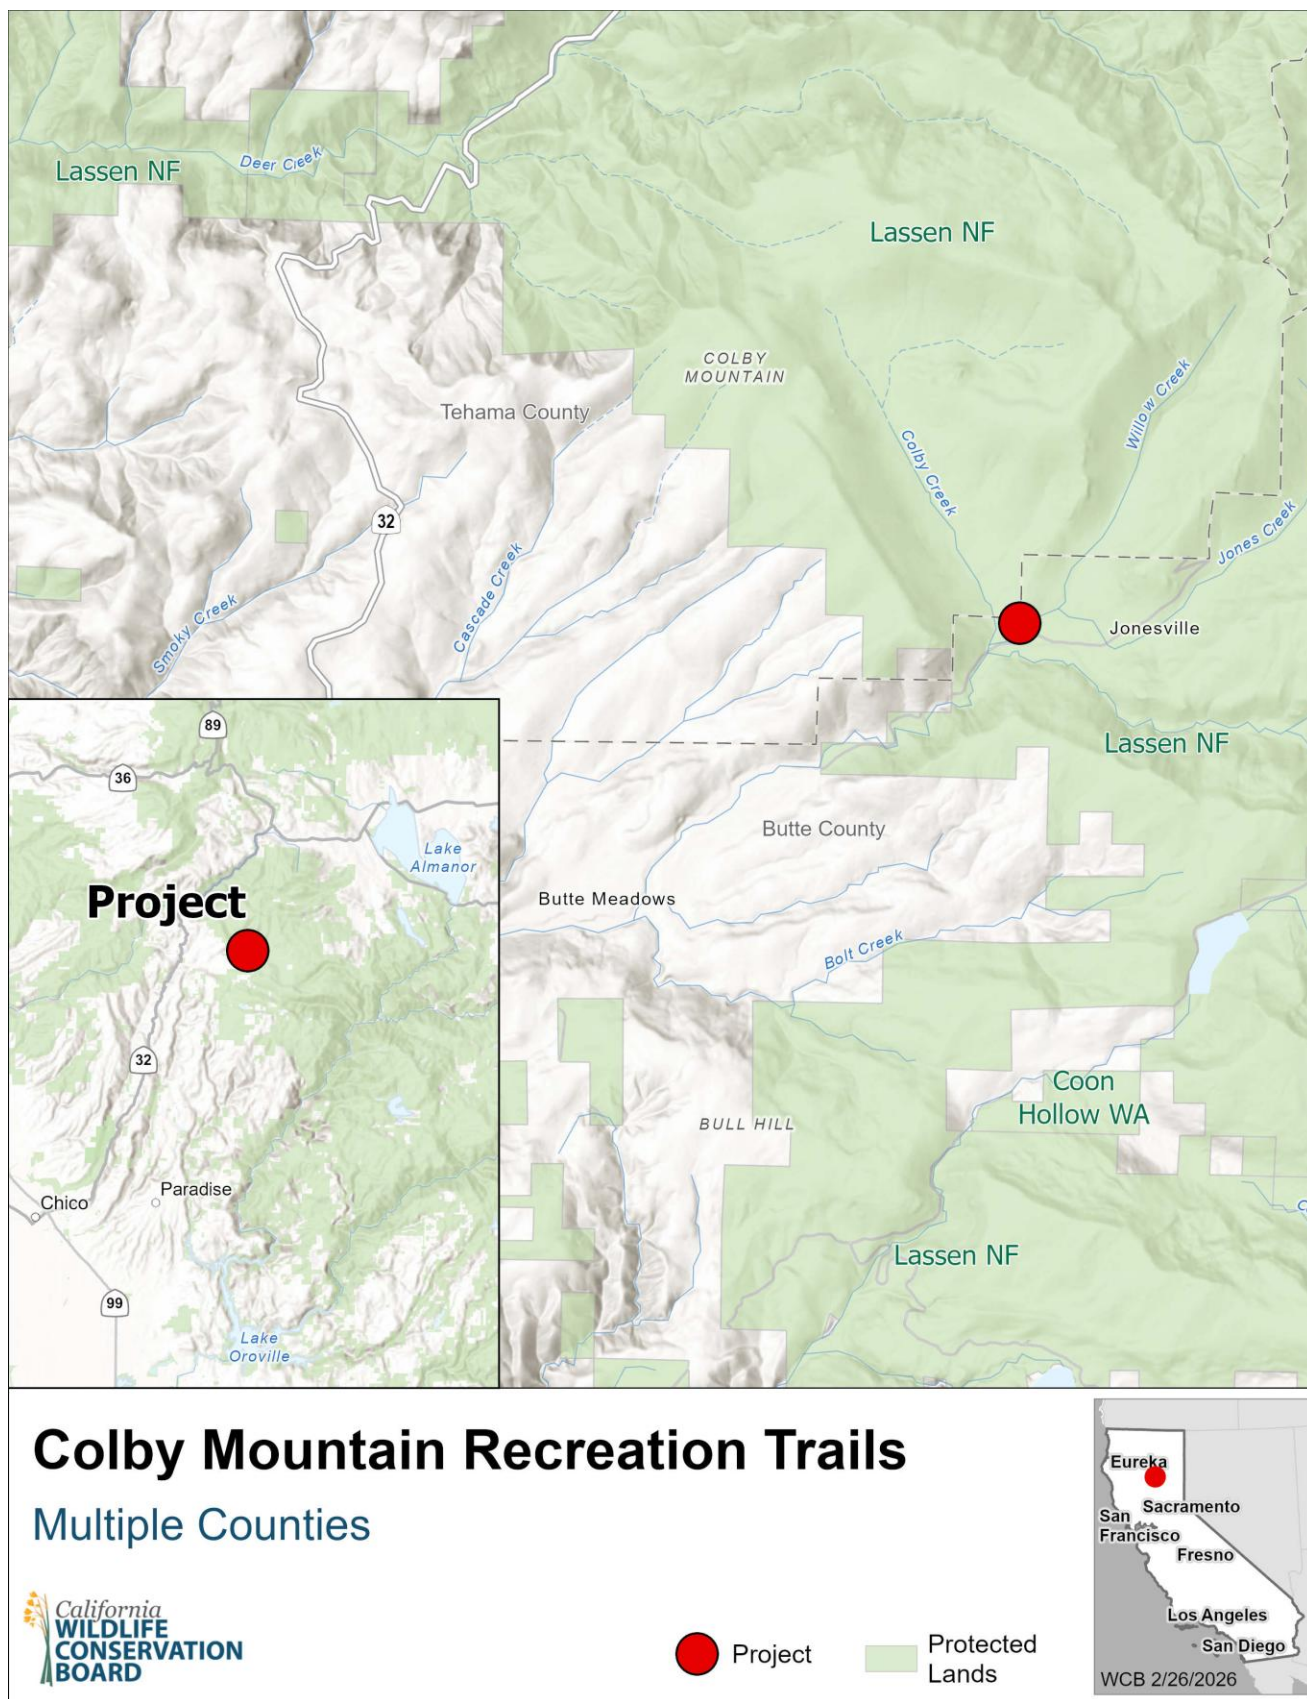 Lassen NF
Deer Creek
Lassen NF
COLBY
MOUNTAIN
Tehama County
Willow Creek
Colby Creek
32
Jones Creek
Cascade Creek
Smoky Creek
Jonesville
Lassen NF
Butte County
Butte Meadows
Bolt Creek
Coon
Hollow WA
BULL HILL
Lassen NF
89
36
Lake
Almanor
Project
32
Chico
Paradise
99
Lake
Oroville
Colby Mountain Recreation Trails
Multiple Counties
California
WILDLIFE
CONSERVATION
BOARD
Project
Protected
Lands
Eureka
Sacramento
San
Francisco
Fresno
Los Angeles
San Diego
WCB 2/26/2026